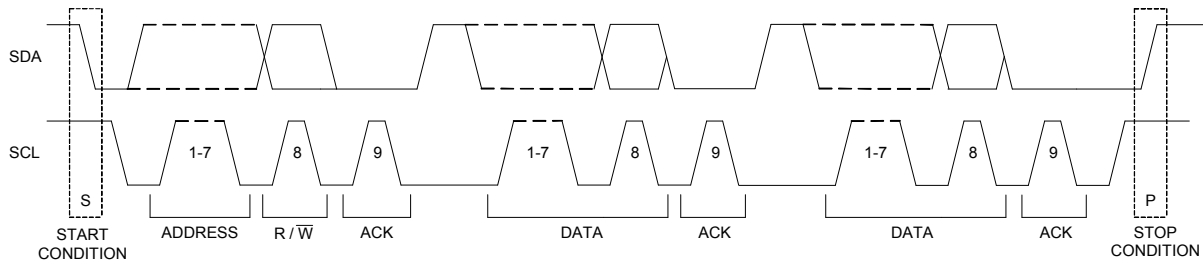 SDA
SCL
1-7
8
9
1-7
8
9
1-7
8
9
S
P
START
CONDITION
ADDRESS
R / W̅
ACK
DATA
ACK
DATA
ACK
STOP
CONDITION